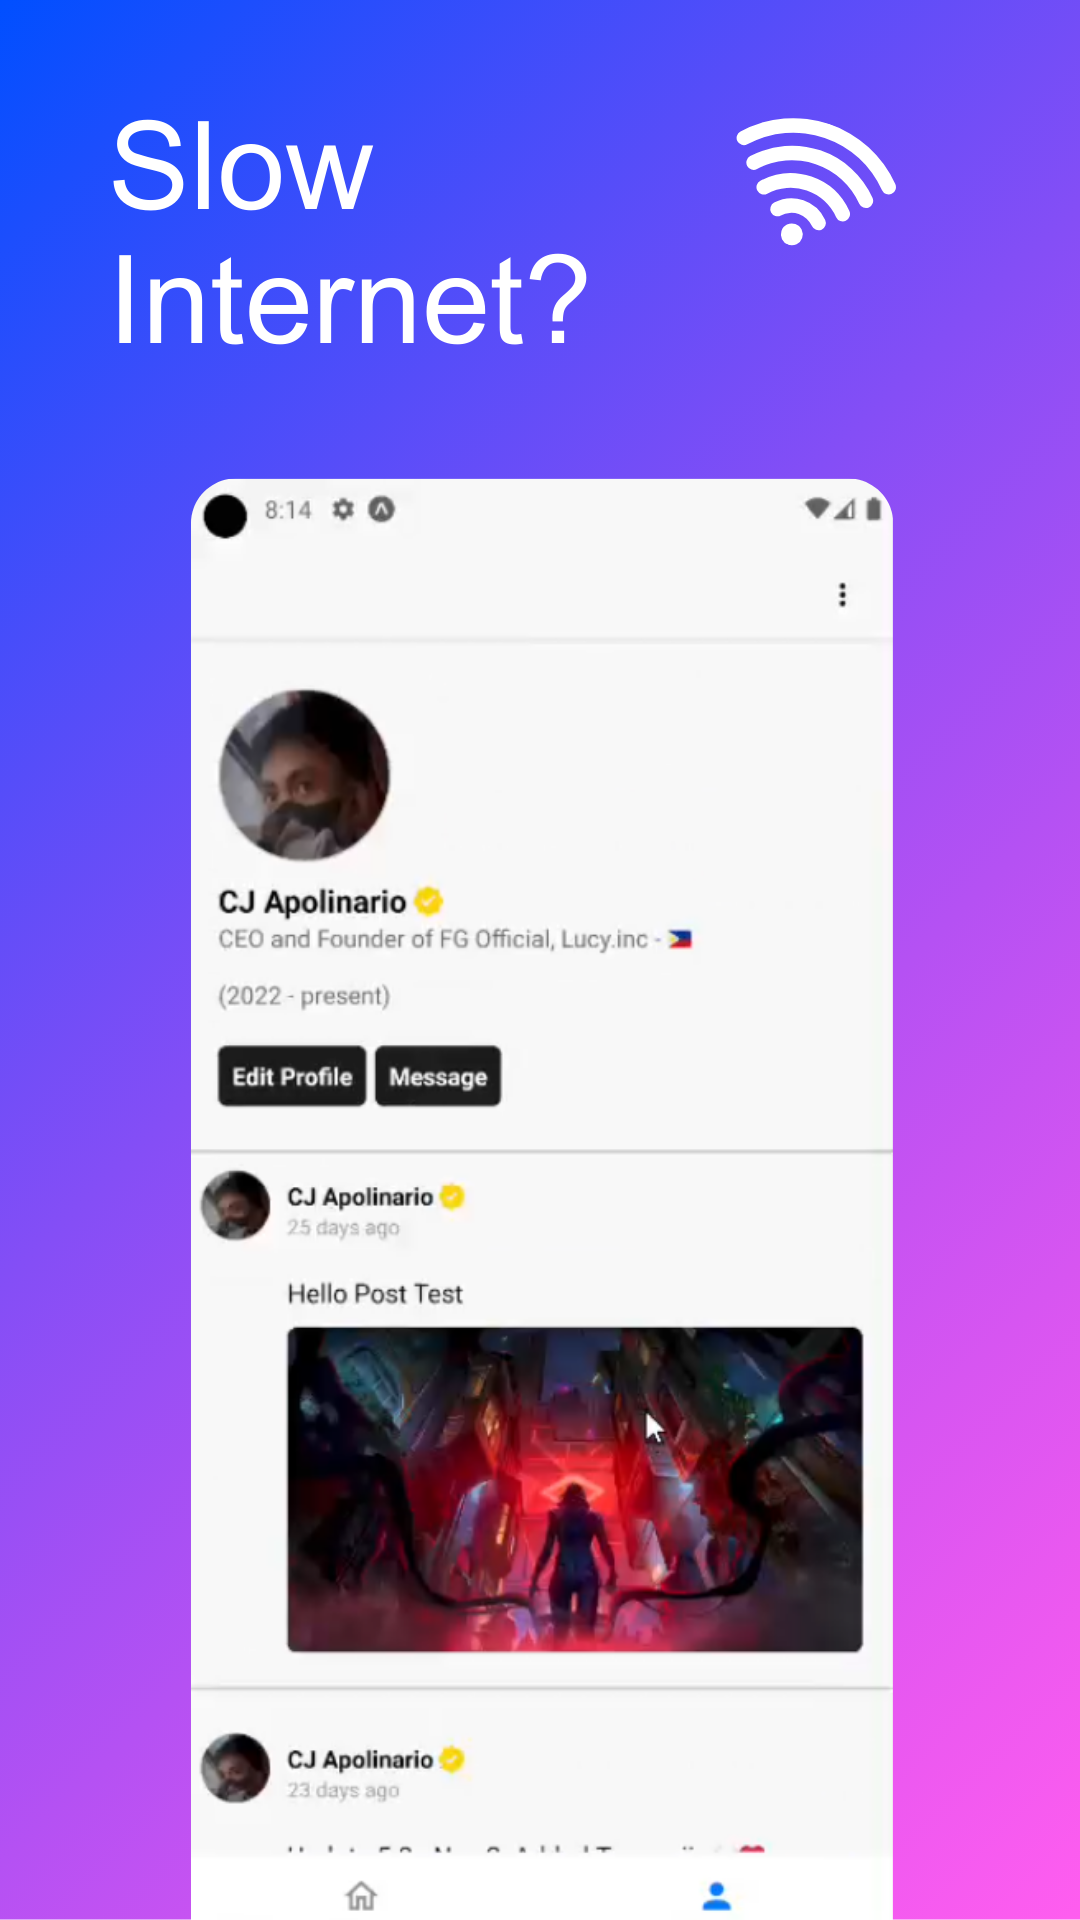 Slow
Internet?
8:14
CJ Apolinario
CEO and Founder of FG Official, Lucy.inc - 🇵🇭
(2022 - present)
Edit Profile
Message
CJ Apolinario
25 days ago
Hello Post Test
CJ Apolinario
23 days ago